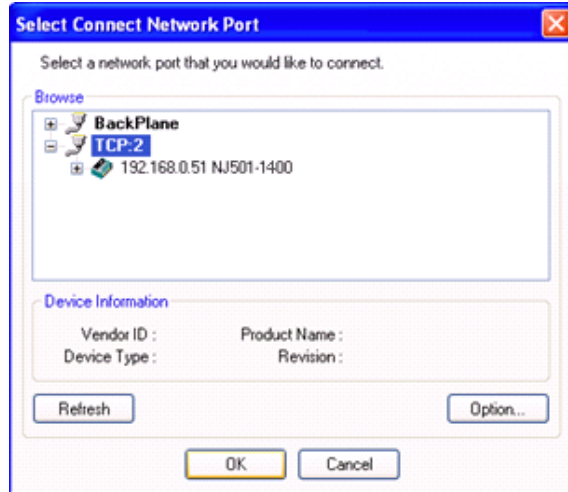 Select Connect Network Port
Select a network port that you would like to connect.
Browse
BackPlane
TCP:2
192.168.0.51 NJ501-1400
Device Information
Vendor ID :
Product Name :
Device Type :
Revision :
Refresh
Option...
OK
Cancel